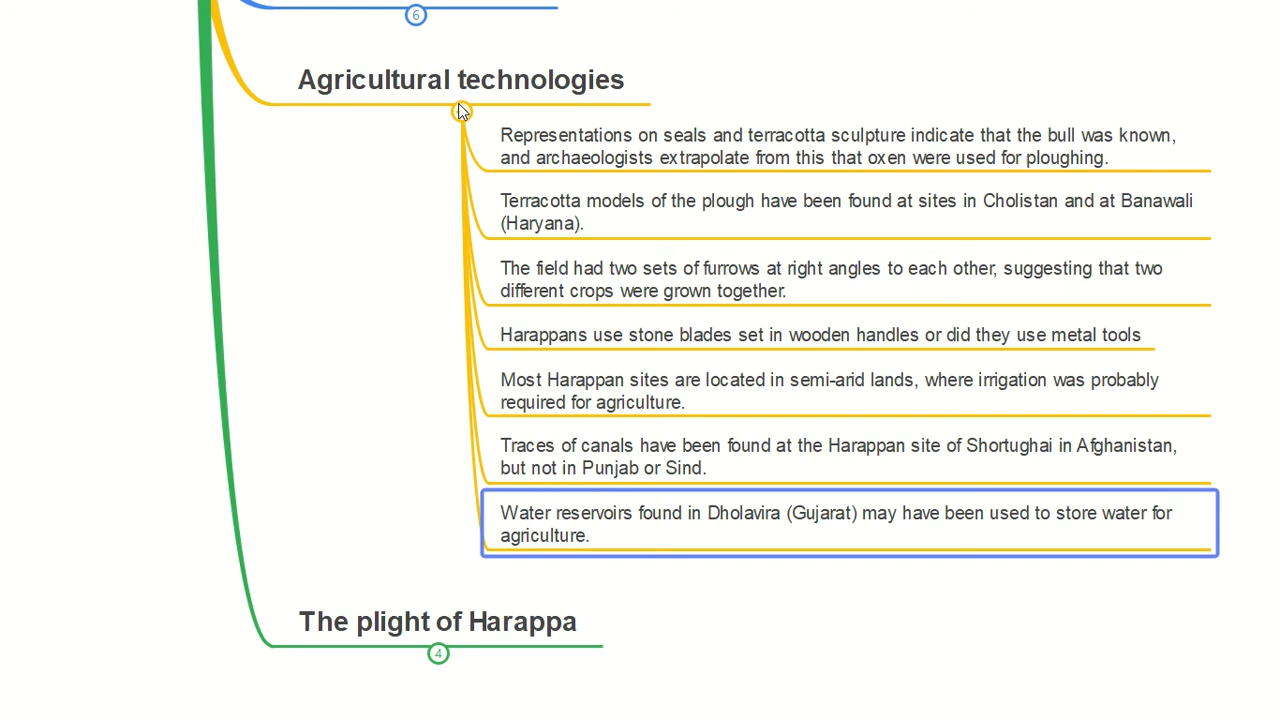 6
Agricultural technologies
Representations on seals and terracotta sculpture indicate that the bull was known,
and archaeologists extrapolate from this that oxen were used for ploughing.
Terracotta models of the plough have been found at sites in Cholistan and at Banawali
(Haryana).
The field had two sets of furrows at right angles to each other, suggesting that two
different crops were grown together.
Harappans use stone blades set in wooden handles or did they use metal tools
Most Harappan sites are located in semi-arid lands, where irrigation was probably
required for agriculture.
Traces of canals have been found at the Harappan site of Shortughai in Afghanistan,
but not in Punjab or Sind.
Water reservoirs found in Dholavira (Gujarat) may have been used to store water for
agriculture.
The plight of Harappa
4